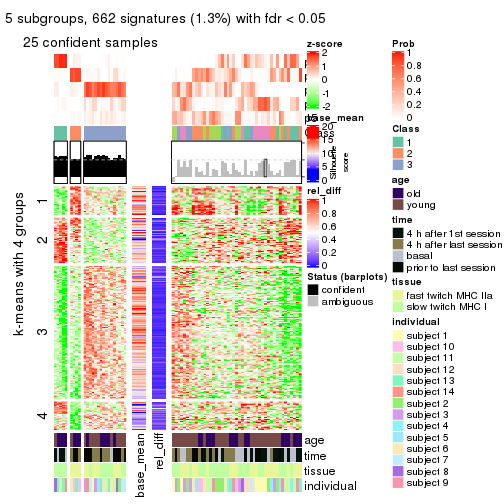 5 subgroups, 662 signatures (1.3%) with fdr < 0.05
25 confident samples
k-means with 4 groups
1
2
3
4
base_mean
rel_diff
Class
Silhouette
score
age
time
tissue
individual
z-score
2
1
0
-1
-2
base_mean
20
15
10
5
0
rel_diff
1
0.8
0.6
0.4
0.2
0
Status (barplots)
confident
ambiguous
Prob
1
0.8
0.6
0.4
0.2
0
Class
1
2
3
age
old
young
time
4 h after 1st session
4 h after last session
basal
prior to last session
tissue
fast twitch MHC IIa
slow twitch MHC I
individual
subject 1
subject 10
subject 11
subject 12
subject 13
subject 14
subject 2
subject 3
subject 4
subject 5
subject 6
subject 7
subject 8
subject 9